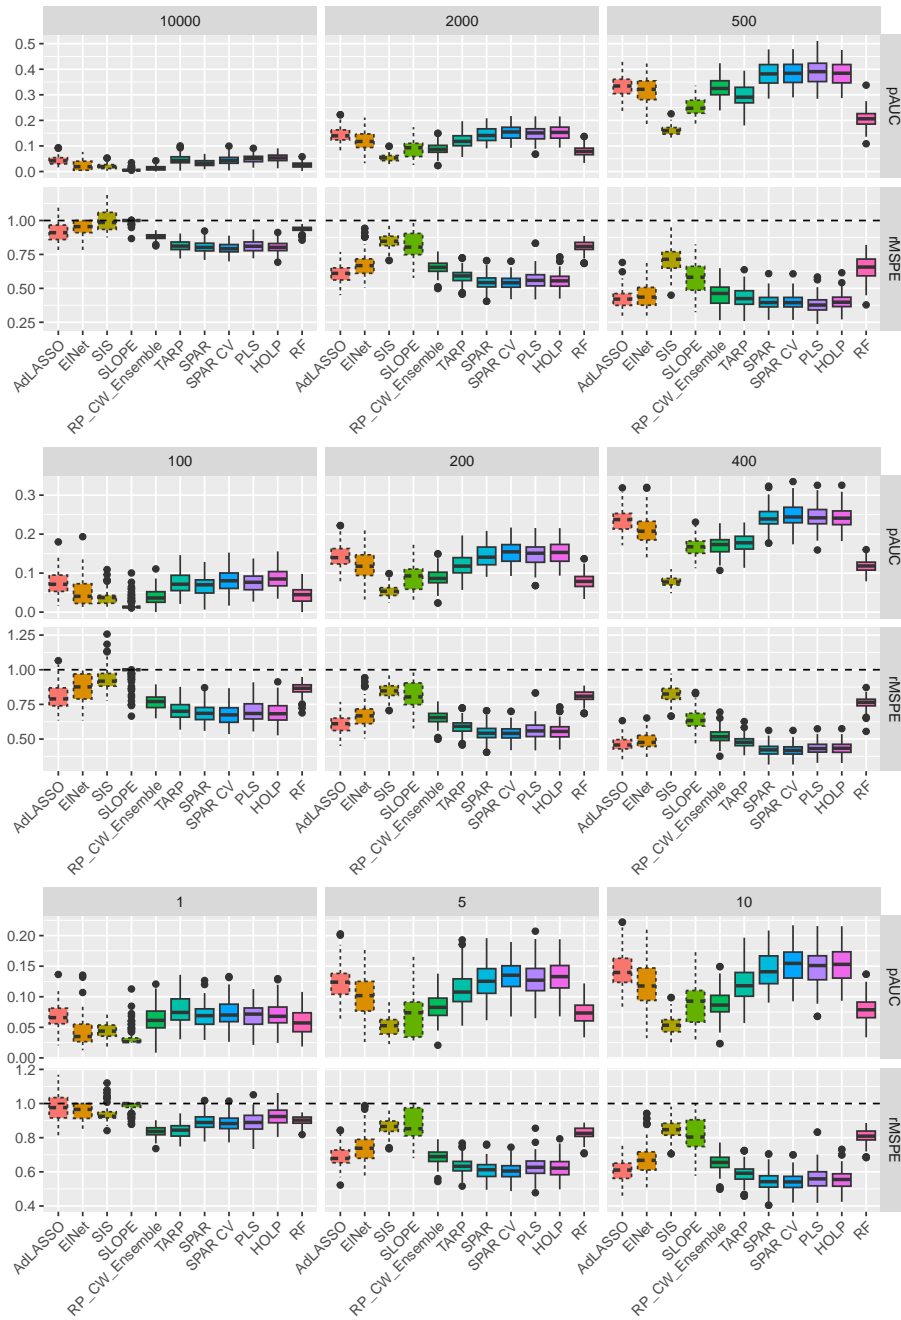 10000 2000 500
0.5
0.4
0.3
0.2
0.1
0.0
pAUC
1.00
0.75
0.50
0.25
rMSPE
AdLASSO ElNet SIS SLOPE RP_CW_Ensemble TARP SPAR SPAR CV PLS HOLP RF AdLASSO ElNet SIS SLOPE RP_CW_Ensemble TARP SPAR SPAR CV PLS HOLP RF AdLASSO ElNet SIS SLOPE RP_CW_Ensemble TARP SPAR SPAR CV PLS HOLP RF
100 200 400
0.3
0.2
0.1
0.0
pAUC
1.25
1.00
0.75
0.50
rMSPE
AdLASSO ElNet SIS SLOPE RP_CW_Ensemble TARP SPAR SPAR CV PLS HOLP RF AdLASSO ElNet SIS SLOPE RP_CW_Ensemble TARP SPAR SPAR CV PLS HOLP RF AdLASSO ElNet SIS SLOPE RP_CW_Ensemble TARP SPAR SPAR CV PLS HOLP RF
1 5 10
0.20
0.15
0.10
0.05
0.00
pAUC
1.2
1.0
0.8
0.6
0.4
rMSPE
AdLASSO ElNet SIS SLOPE RP_CW_Ensemble TARP SPAR SPAR CV PLS HOLP RF AdLASSO ElNet SIS SLOPE RP_CW_Ensemble TARP SPAR SPAR CV PLS HOLP RF AdLASSO ElNet SIS SLOPE RP_CW_Ensemble TARP SPAR SPAR CV PLS HOLP RF